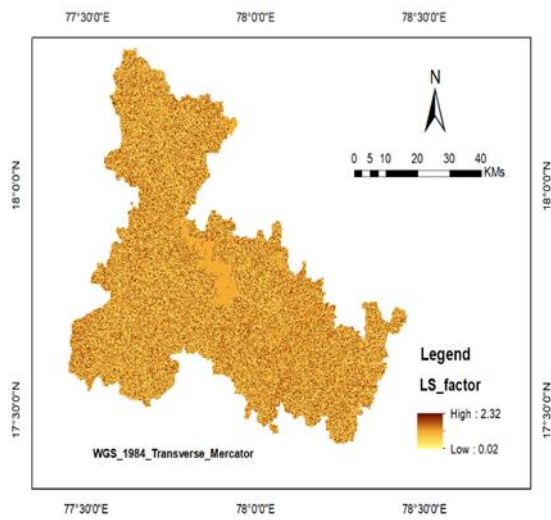 77°30'0"E 78°0'0"E 78°30'0"E
N
0 5 10 20 30 40
KMs
18°0'0"N 18°0'0"N
Legend
LS_factor
High : 2.32
Low : 0.02
17°30'0"N 17°30'0"N
WGS_1984_Transverse_Mercator
77°30'0"E 78°0'0"E 78°30'0"E